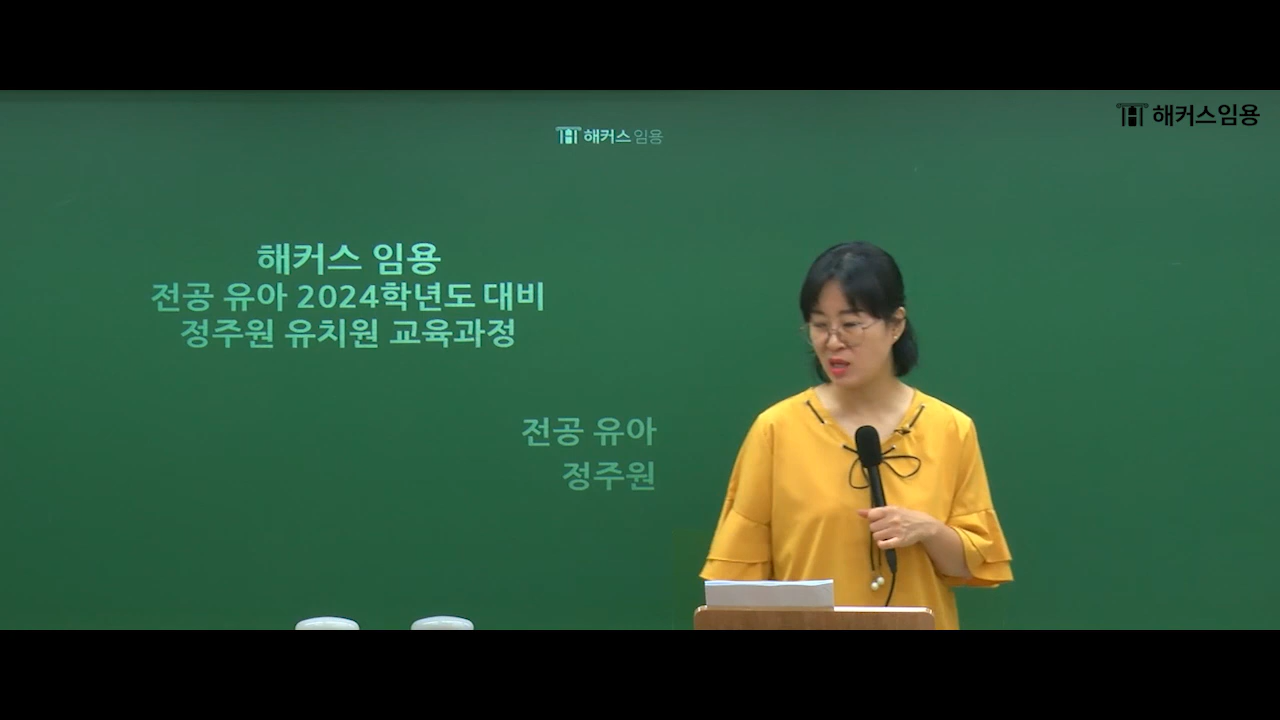 해커스임용
해커스 임용
해커스 임용
전공 유아 2024학년도 대비
정주원 유치원 교육과정
전공 유아
정주원